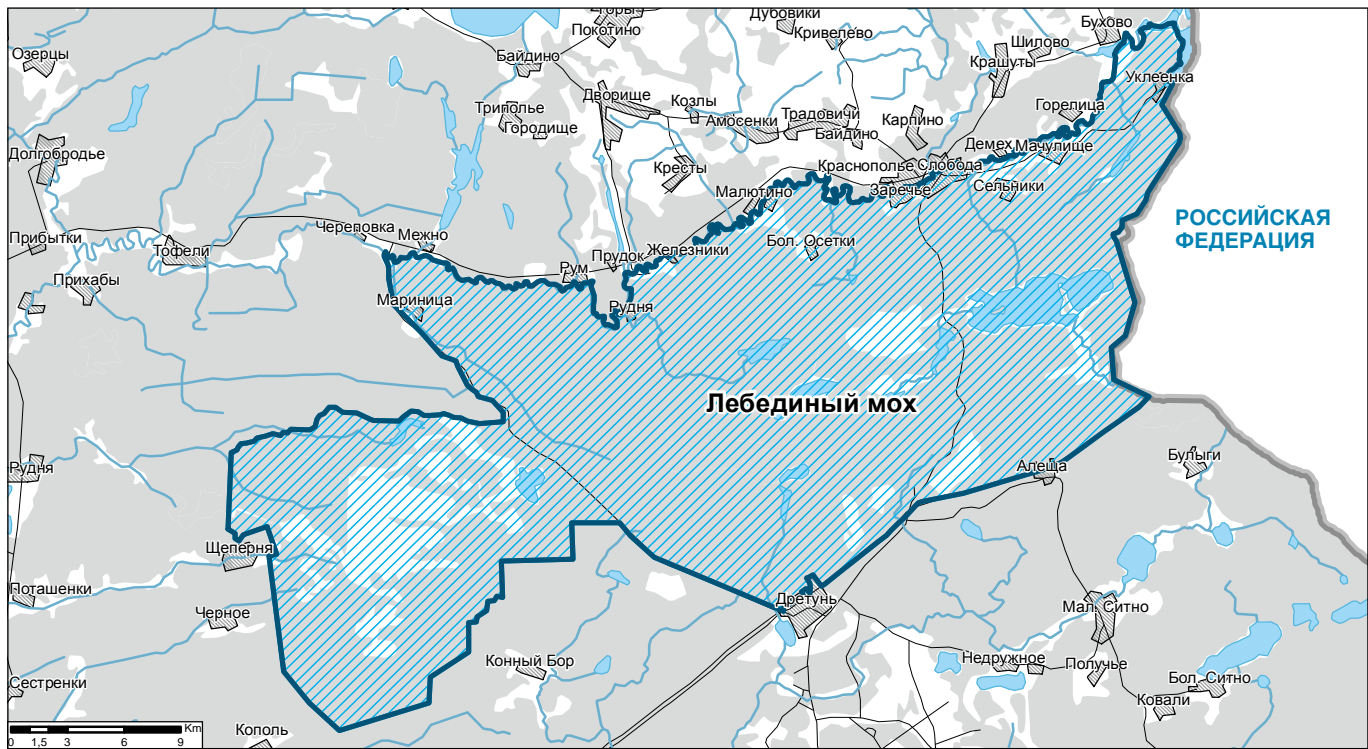 Егоры
Дубовики
Бухово
Покотино
Кривелево
Шилово
Озерцы
Байдино
Крашуты
Уклеенка
Дворище
Козлы
Горелица
Триполье
Традовичи
Карпино
Городище
Амосенки
Байдино
Демех
Мачулище
Долгобродье
Кресты
Краснополье
Слобода
Малютино
Заречье
Сельники
РОССИЙСКАЯ
ФЕДЕРАЦИЯ
Череповка
Межно
Прибытки
Тофели
Железники
Бол. Осетки
Прудок
Рум
Прихабы
Мариница
Рудня
Лебединый мох
Рудня
Алеща
Булыги
Щеперня
Поташенки
Черное
Дретунь
Мал. Ситно
Конный Бор
Недружное
Получье
Сестренки
Бол. Ситно
Ковали
Кополь
Km
0 1,5 3 6 9